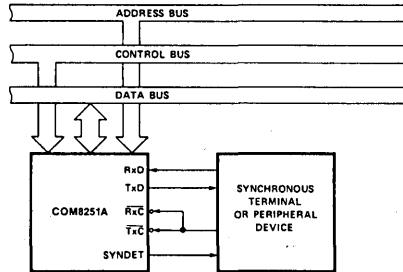 ADDRESS BUS
CONTROL BUS
DATA BUS
COM8251A
RxD
TxD
RxC
TxC
SYNDET
SYNCHRONOUS
TERMINAL
OR PERIPHERAL
DEVICE